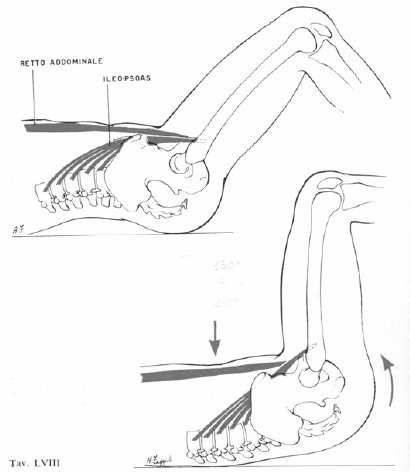 RETTO ADDOMINALE
ILEO-PSOAS
Tav. LVIII